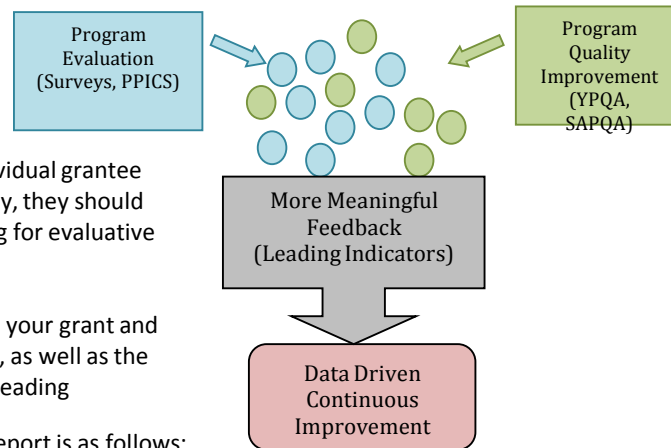 Program
Evaluation
(Surveys, PPICS)
Program
Quality
Improvement
(YPQA,
SAPQA)
vidual grantee
y, they should
g for evaluative
More Meaningful
Feedback
(Leading Indicators)
your grant and
, as well as the
eading
Data Driven
Continuous
Improvement
eport is as follows: